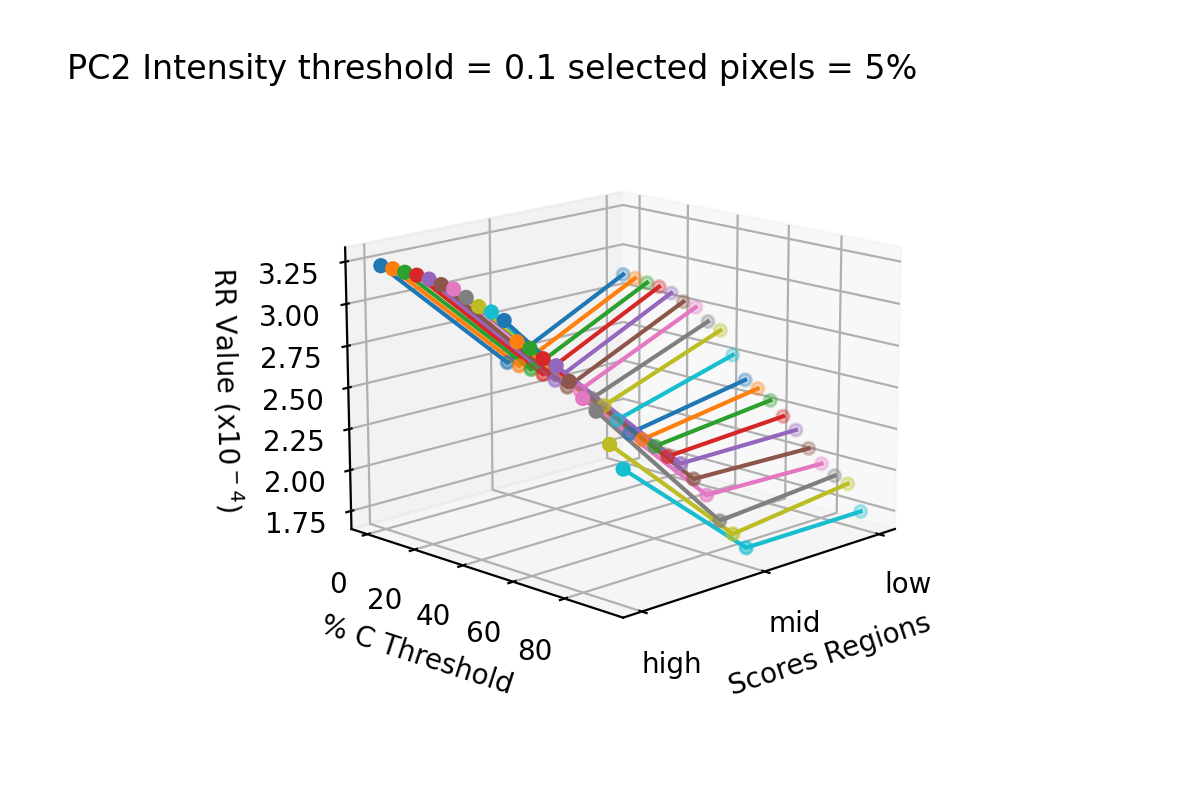 PC2 Intensity threshold = 0.1 selected pixels = 5%
RR Value (x10⁻⁴)
3.25
3.00
2.75
2.50
2.25
2.00
1.75
0
20
40
60
80
% C Threshold
high
mid
low
Scores Regions